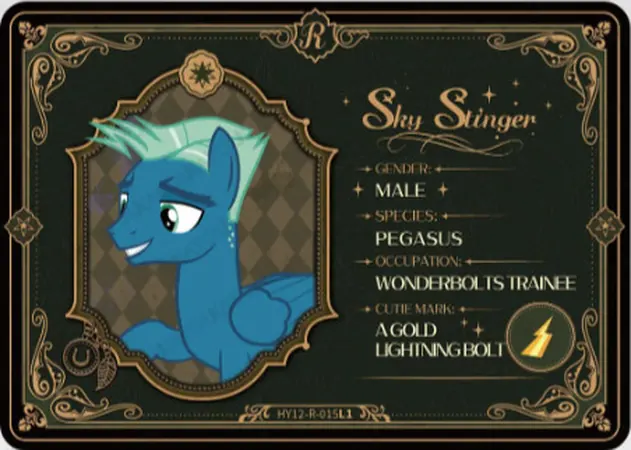 R
Sky Stinger
GENDER:
MALE
SPECIES:
PEGASUS
OCCUPATION:
WONDERBOLTS TRAINEE
CUTIE MARK:
A GOLD
LIGHTNING BOLT
HY12-R-015L1